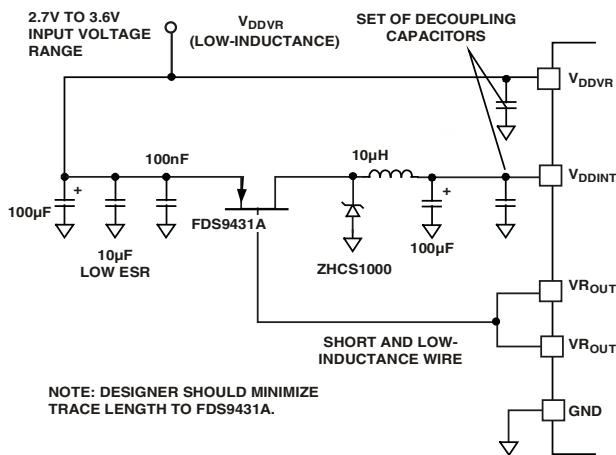 2.7V TO 3.6V
INPUT VOLTAGE
RANGE
VDDVR
(LOW-INDUCTANCE)
SET OF DECOUPLING
CAPACITORS
VDDVR
100nF
10µH
VDDINT
+
100µF
10µF
LOW ESR
FDS9431A
ZHCS1000
+
100µF
VROUT
SHORT AND LOW-
INDUCTANCE WIRE
VROUT
NOTE: DESIGNER SHOULD MINIMIZE
TRACE LENGTH TO FDS9431A.
GND